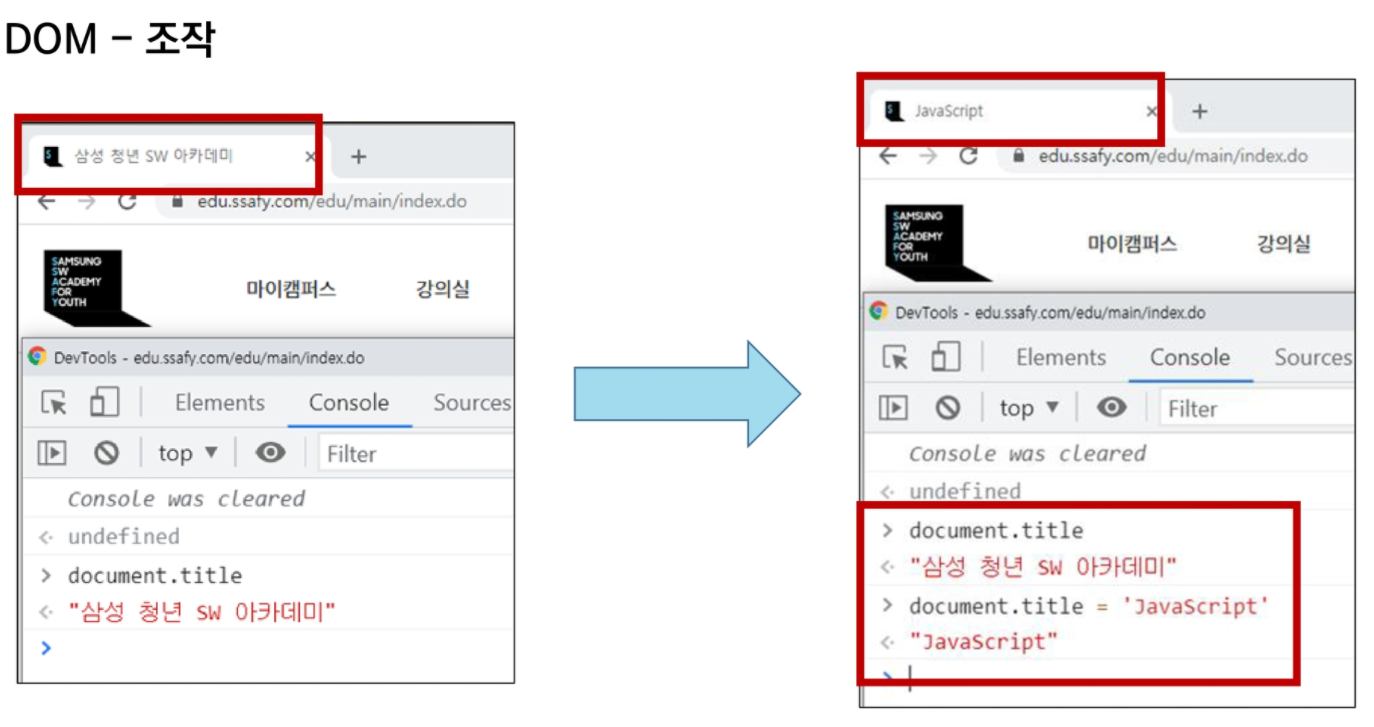 DOM - 조작
삼성 청년 SW 아카데미 × +
edu.ssafy.com/edu/main/index.do
SAMSUNG
SW
ACADEMY
FOR
YOUTH
마이캠퍼스 강의실
DevTools - edu.ssafy.com/edu/main/index.do
Elements Console Sources
top ▼ Filter
Console was cleared
undefined
> document.title
"삼성 청년 SW 아카데미"
>
JavaScript × +
edu.ssafy.com/edu/main/index.do
SAMSUNG
SW
ACADEMY
FOR
YOUTH
마이캠퍼스 강의실
DevTools - edu.ssafy.com/edu/main/index.do
Elements Console Sources
top ▼ Filter
Console was cleared
undefined
> document.title
"삼성 청년 SW 아카데미"
> document.title = 'JavaScript'
"JavaScript"
>